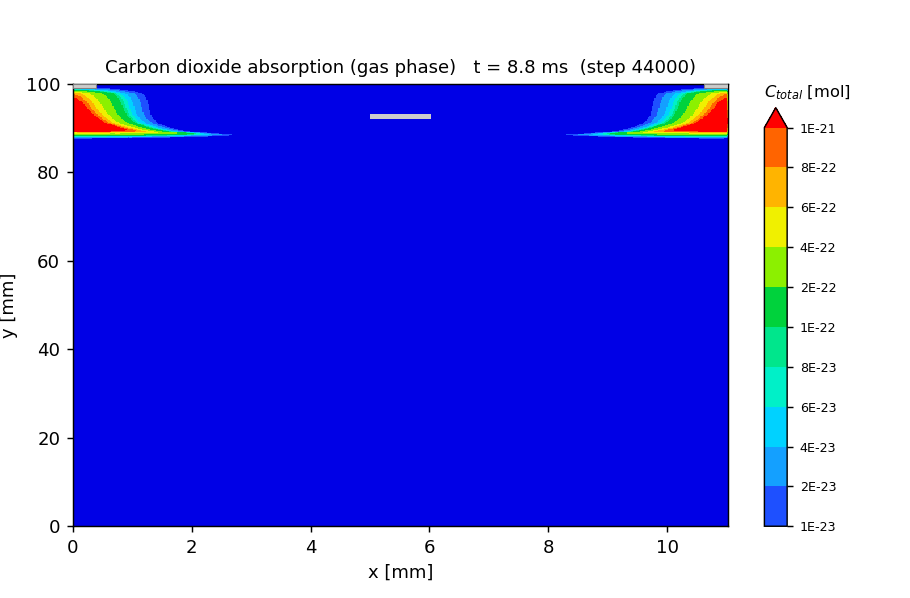 Carbon dioxide absorption (gas phase)   t = 8.8 ms  (step 44000)
C_total [mol]
1E-21
8E-22
6E-22
4E-22
2E-22
1E-22
8E-23
6E-23
4E-23
2E-23
1E-23
y [mm]
100
80
60
40
20
0
0 2 4 6 8 10
x [mm]